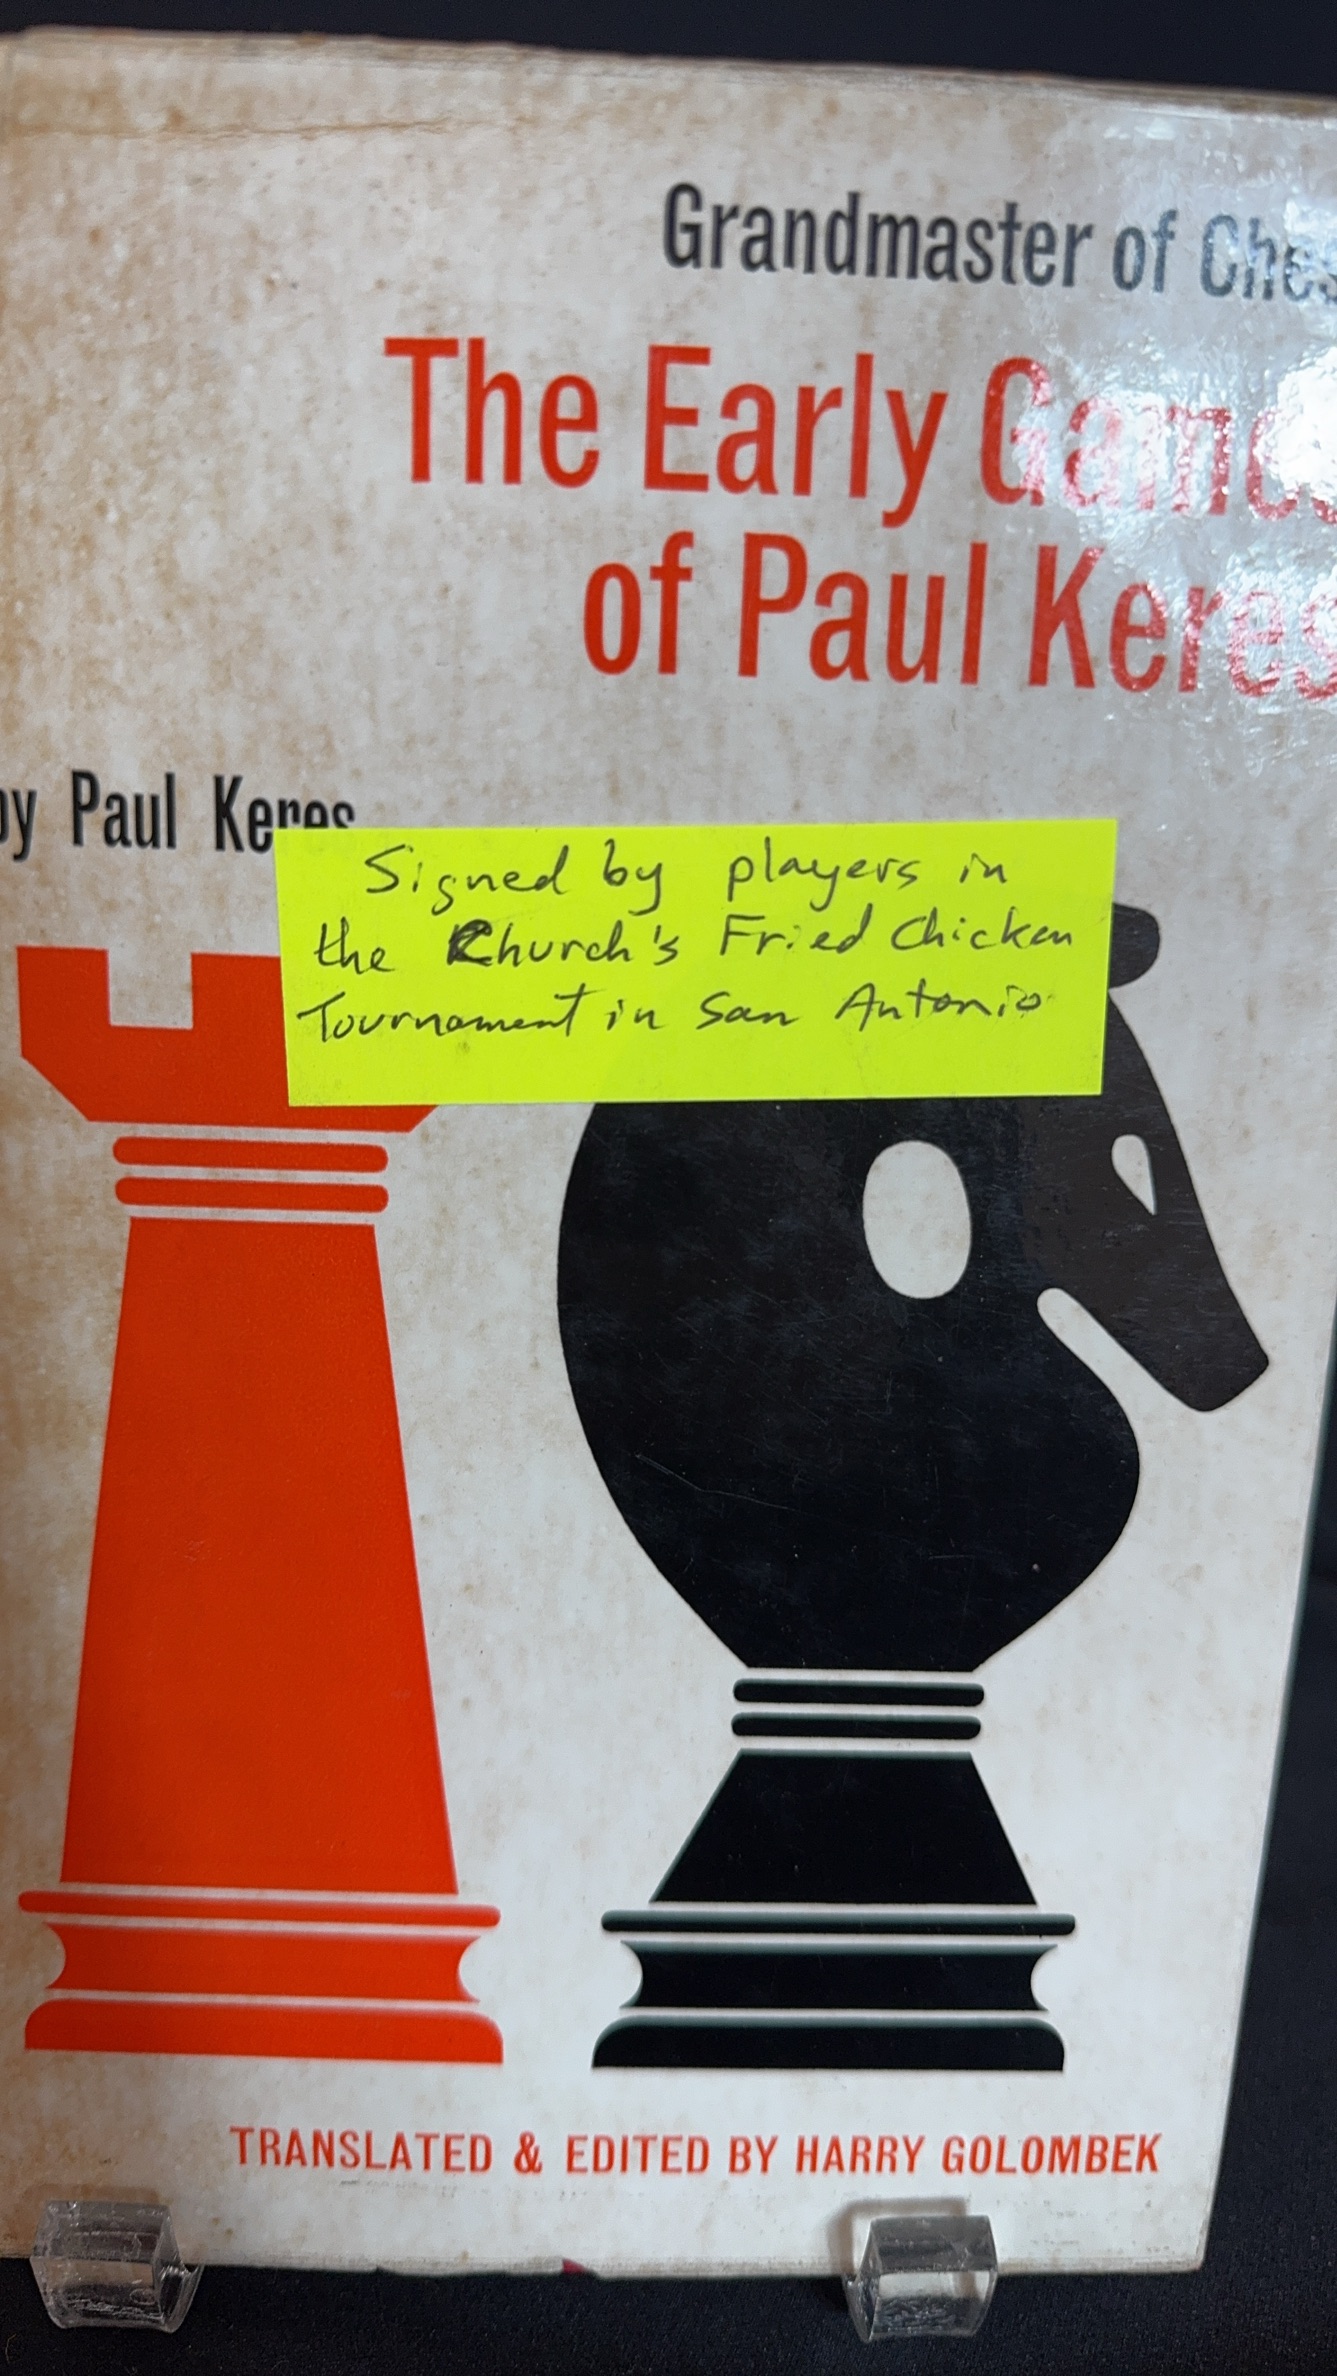 Grandmaster of Ches
The Early Games
of Paul Keres
by Paul Keres
Signed by players in
the Church's Fried Chicken
Tournament in San Antonio
TRANSLATED & EDITED BY HARRY GOLOMBEK